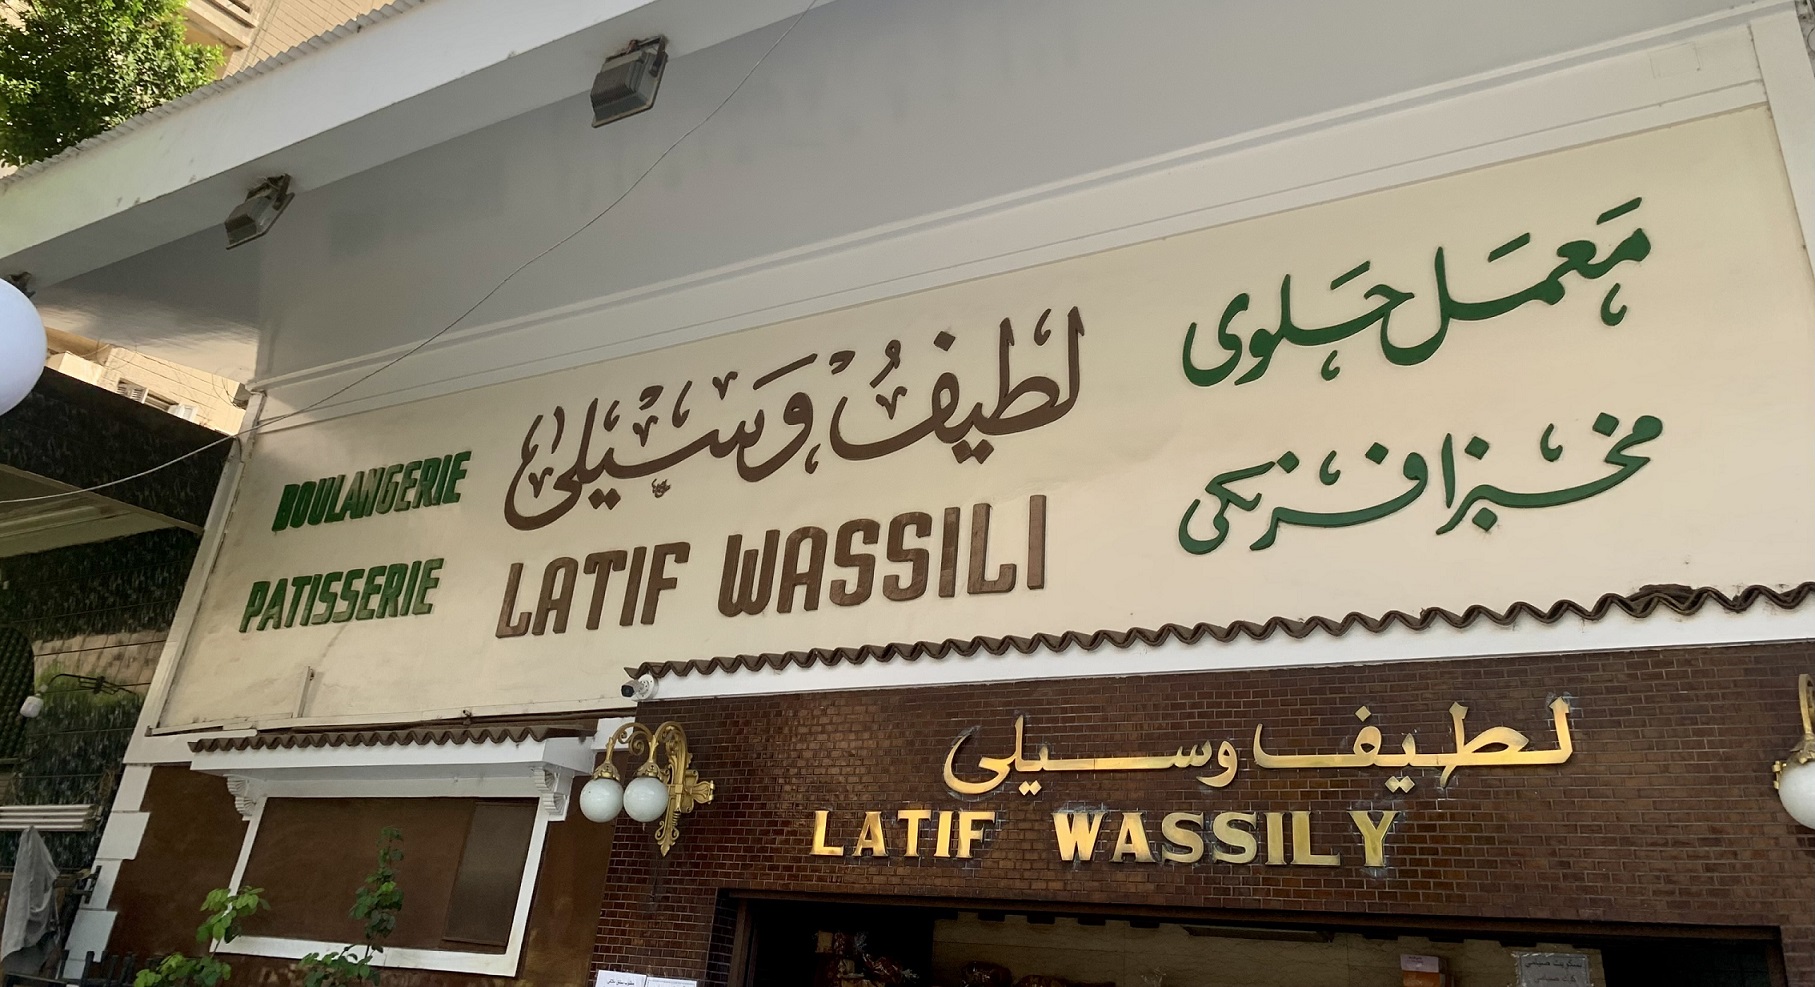 BOULANGERIE
PATISSERIE
لطيف وسيلى
LATIF WASSILI
معمل حلوى
مخبز افرنكى
لطيف وسيلى
LATIF WASSILY